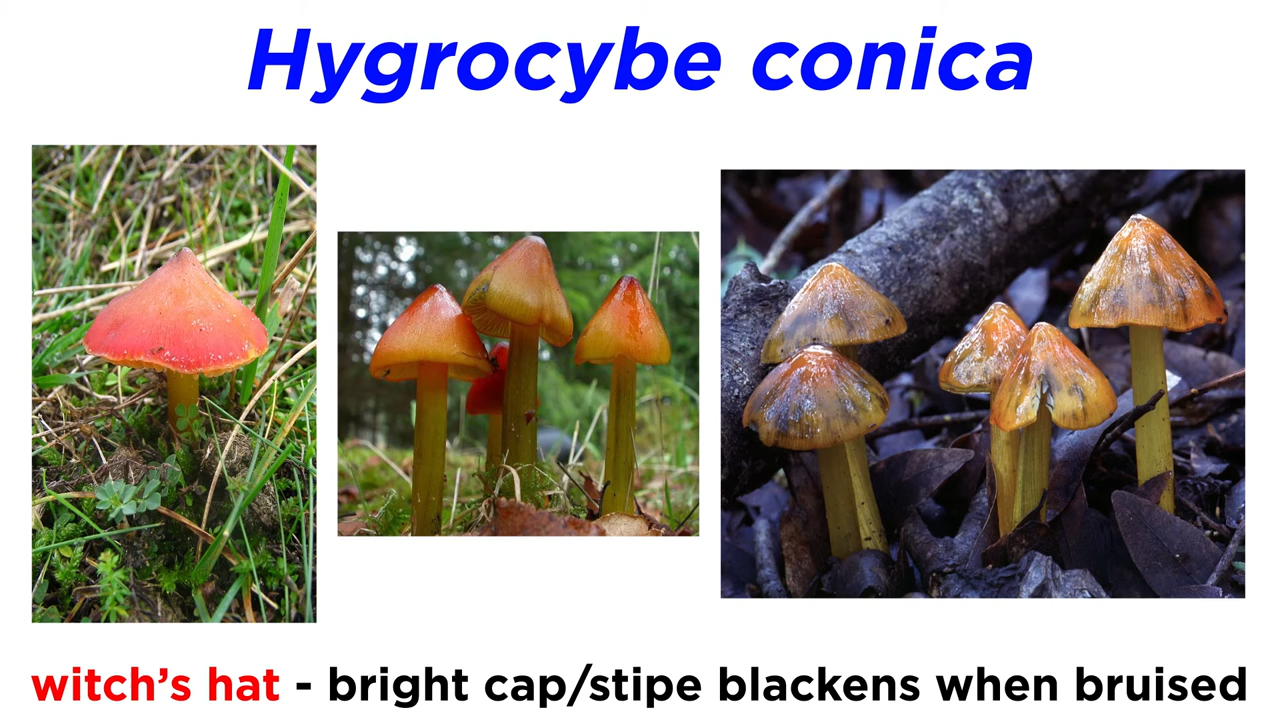 Hygrocybe conica
witch’s hat - bright cap/stipe blackens when bruised